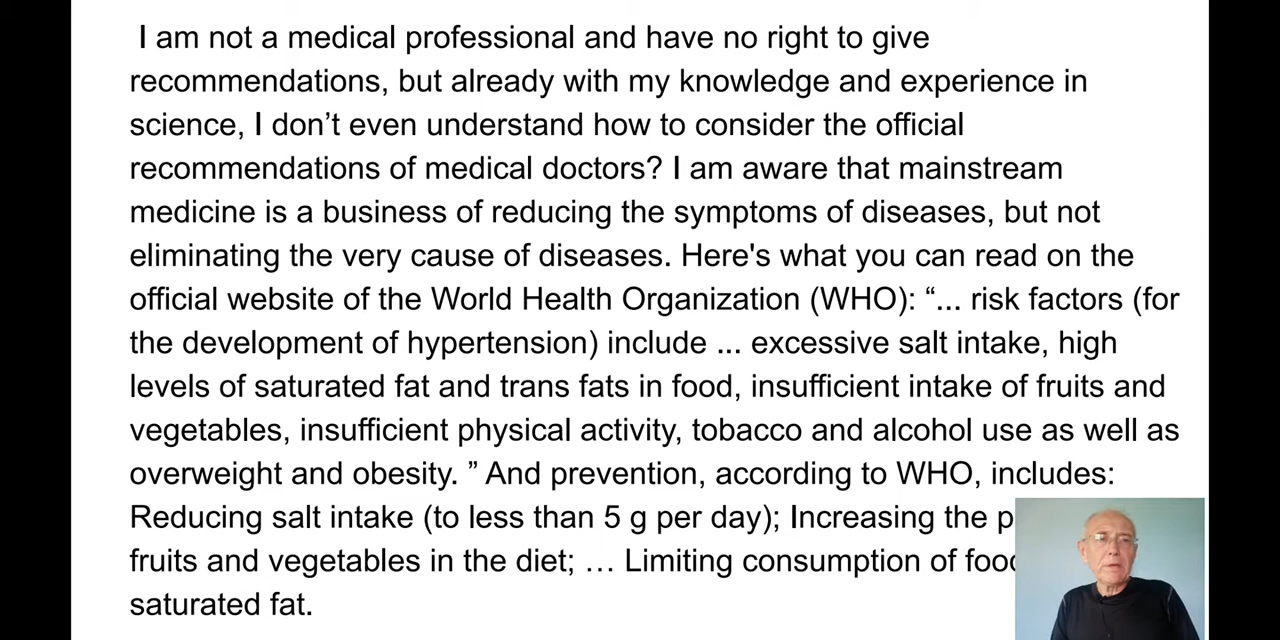 I am not a medical professional and have no right to give
recommendations, but already with my knowledge and experience in
science, I don’t even understand how to consider the official
recommendations of medical doctors? I am aware that mainstream
medicine is a business of reducing the symptoms of diseases, but not
eliminating the very cause of diseases. Here's what you can read on the
official website of the World Health Organization (WHO): “... risk factors (for
the development of hypertension) include ... excessive salt intake, high
levels of saturated fat and trans fats in food, insufficient intake of fruits and
vegetables, insufficient physical activity, tobacco and alcohol use as well as
overweight and obesity. ” And prevention, according to WHO, includes:
Reducing salt intake (to less than 5 g per day); Increasing the
fruits and vegetables in the diet; … Limiting consumption of
saturated fat.